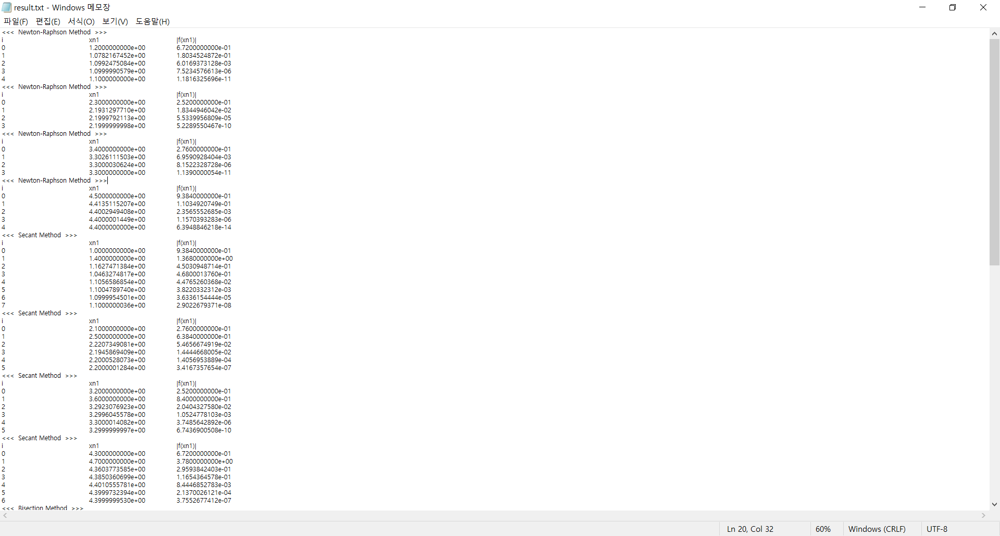 result.txt - Windows 메모장
파일(F) 편집(E) 서식(O) 보기(V) 도움말(H)
<<< Newton-Raphson Method >>>
i xn1 |f(xn1)|
0 1.2000000000e+00 6.7200000000e-01
1 1.0782167452e+00 1.8034524872e-01
2 1.0992475084e+00 6.0169373128e-03
3 1.0999990579e+00 7.5234576613e-06
4 1.1000000000e+00 1.1816325696e-11
<<< Newton-Raphson Method >>>
i xn1 |f(xn1)|
0 2.3000000000e+00 2.5200000000e-01
1 2.1931297710e+00 1.8344946042e-02
2 2.1999792113e+00 5.5339956809e-05
3 2.1999999998e+00 5.2289550467e-10
<<< Newton-Raphson Method >>>
i xn1 |f(xn1)|
0 3.4000000000e+00 2.7600000000e-01
1 3.3026111503e+00 6.9590928404e-03
2 3.3000030624e+00 8.1522328728e-06
3 3.3000000000e+00 1.1390000054e-11
<<< Newton-Raphson Method >>>
i xn1 |f(xn1)|
0 4.5000000000e+00 9.3840000000e-01
1 4.4135115207e+00 1.1034920749e-01
2 4.4002949408e+00 2.3565552685e-03
3 4.4000001449e+00 1.1570393283e-06
4 4.4000000000e+00 6.3948846218e-14
<<< Secant Method >>>
i xn1 |f(xn1)|
0 1.0000000000e+00 9.3840000000e-01
1 1.4000000000e+00 1.3680000000e+00
2 1.1627471384e+00 4.5030948714e-01
3 1.0463274817e+00 4.6800013760e-01
4 1.1056586854e+00 4.4765260368e-02
5 1.1004789740e+00 3.8220332312e-03
6 1.0999954501e+00 3.6336154444e-05
7 1.1000000036e+00 2.9022679371e-08
<<< Secant Method >>>
i xn1 |f(xn1)|
0 2.1000000000e+00 2.7600000000e-01
1 2.5000000000e+00 6.3840000000e-01
2 2.2207349081e+00 5.4656674919e-02
3 2.1945869409e+00 1.4444668005e-02
4 2.2000528073e+00 1.4056953889e-04
5 2.2000001284e+00 3.4167357654e-07
<<< Secant Method >>>
i xn1 |f(xn1)|
0 3.2000000000e+00 2.5200000000e-01
1 3.6000000000e+00 8.4000000000e-01
2 3.2923076923e+00 2.0404327580e-02
3 3.2996045578e+00 1.0524778103e-03
4 3.3000014082e+00 3.7485642892e-06
5 3.2999999997e+00 6.7436900508e-10
<<< Secant Method >>>
i xn1 |f(xn1)|
0 4.3000000000e+00 6.7200000000e-01
1 4.7000000000e+00 3.7800000000e+00
2 4.3603773585e+00 2.9593842403e-01
3 4.3850360699e+00 1.1654364578e-01
4 4.4010555781e+00 8.4446852783e-03
5 4.3999732394e+00 2.1370026121e-04
6 4.3999999530e+00 3.7552677412e-07
<<< Bisection Method >>>
Ln 20, Col 32 60% Windows (CRLF) UTF-8